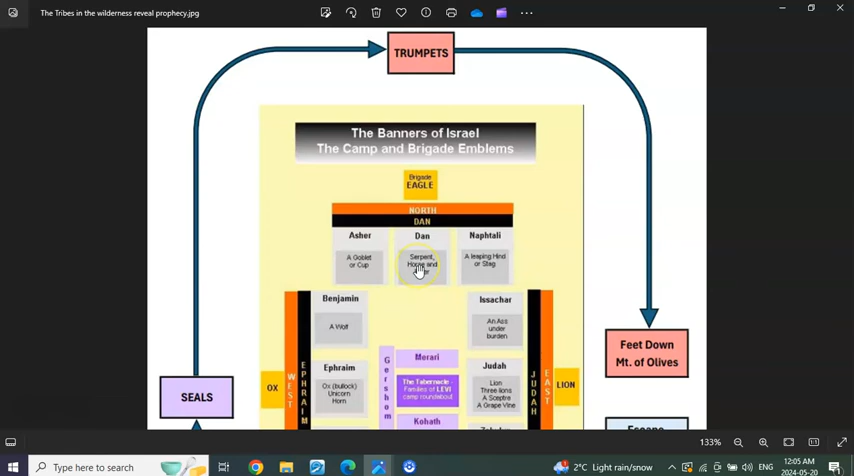 The Tribes in the wilderness reveal prophecy.jpg
TRUMPETS
The Banners of Israel
The Camp and Brigade Emblems
Brigade
EAGLE
NORTH
DAN
Asher
A Goblet
or Cup
Dan
Serpent,
Horse and
Naphtali
A leaping Hind
or Stag
Benjamin
A Wolf
Issachar
An Ass
under
burden
Ephraim
Ox (bullock)
Unicorn
Horn
OX
WEST
EPHRAIM
Gershom
Merari
The Tabernacle
Families of LEVI
camp roundabout
Kohath
Judah
Lion
Three lions
A Sceptre
A Grape Vine
JUDAH
EAST
LION
SEALS
Feet Down
Mt. of Olives
Escape
133%
Type here to search
2°C Light rain/snow
12:05 AM
2024-05-20